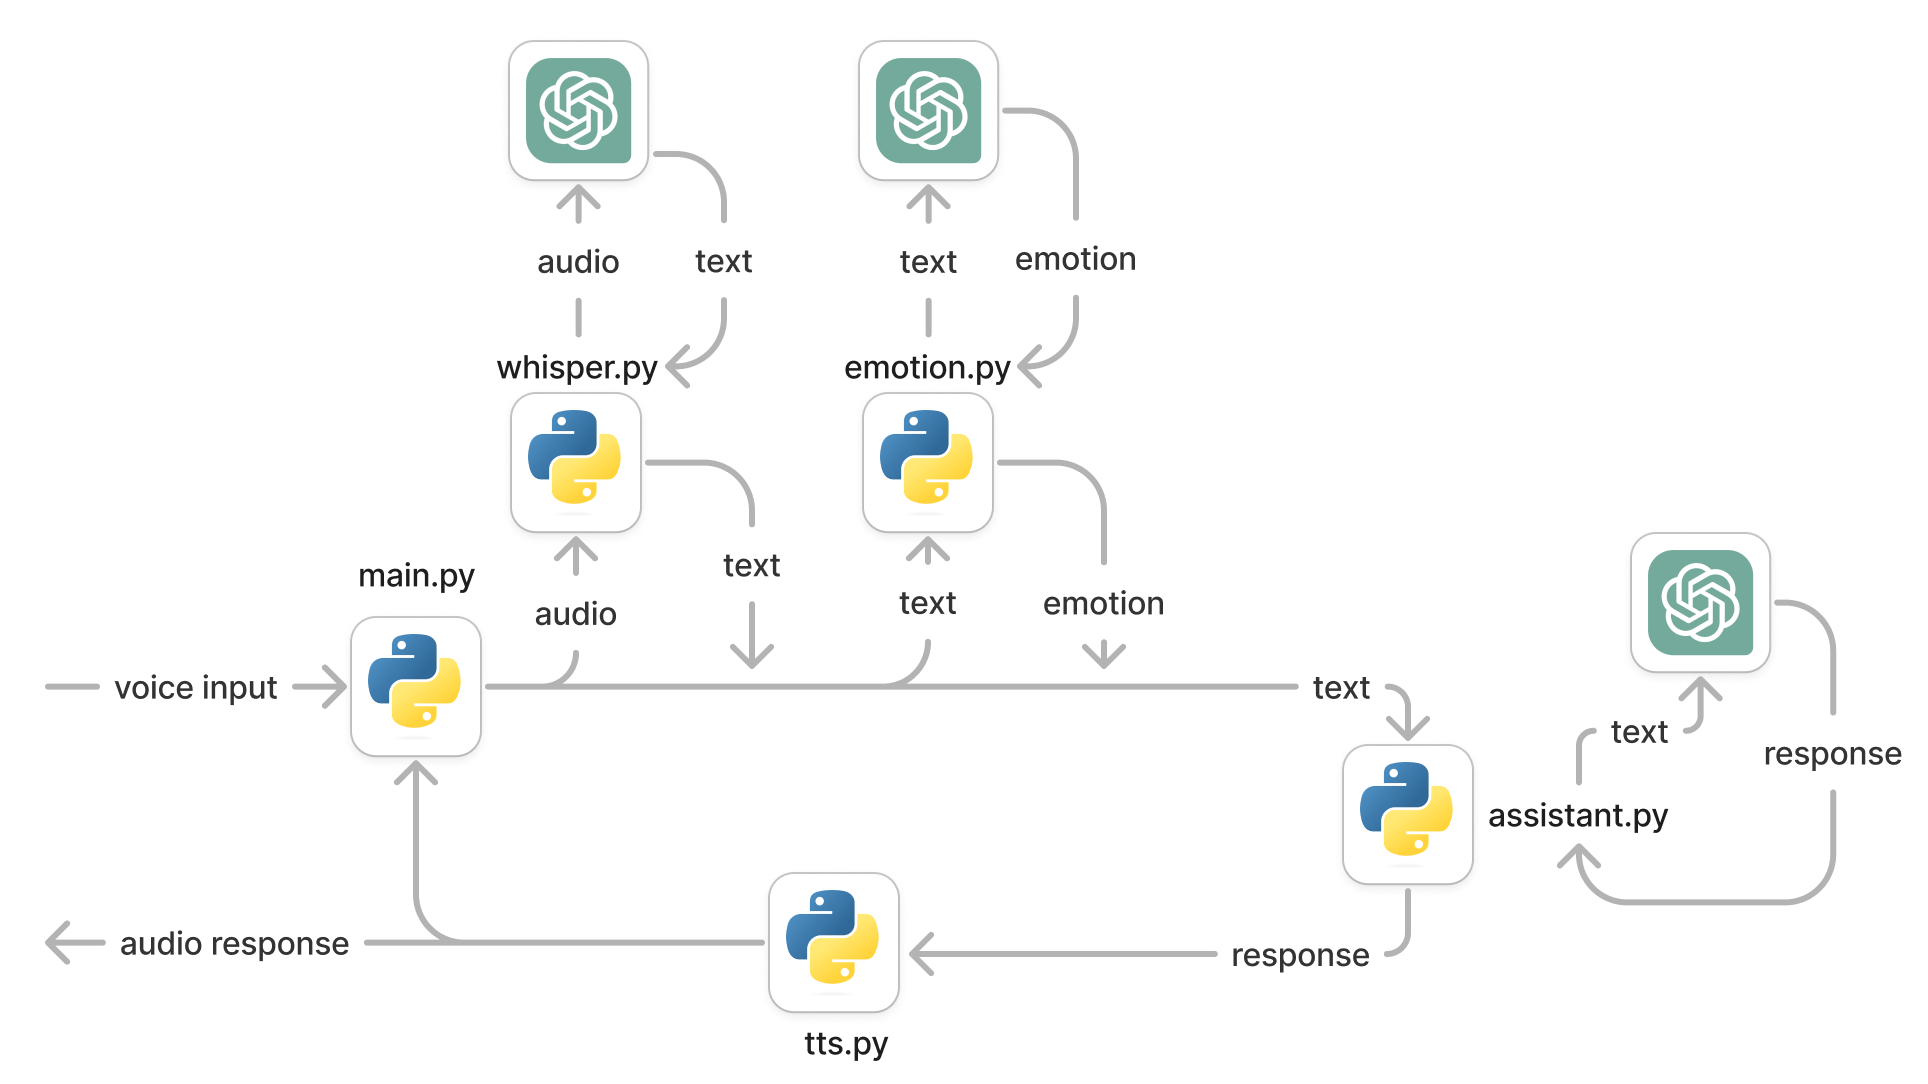 audio
text
text
emotion
whisper.py
emotion.py
main.py
audio
text
text
emotion
voice input
text
text
response
assistant.py
audio response
response
tts.py